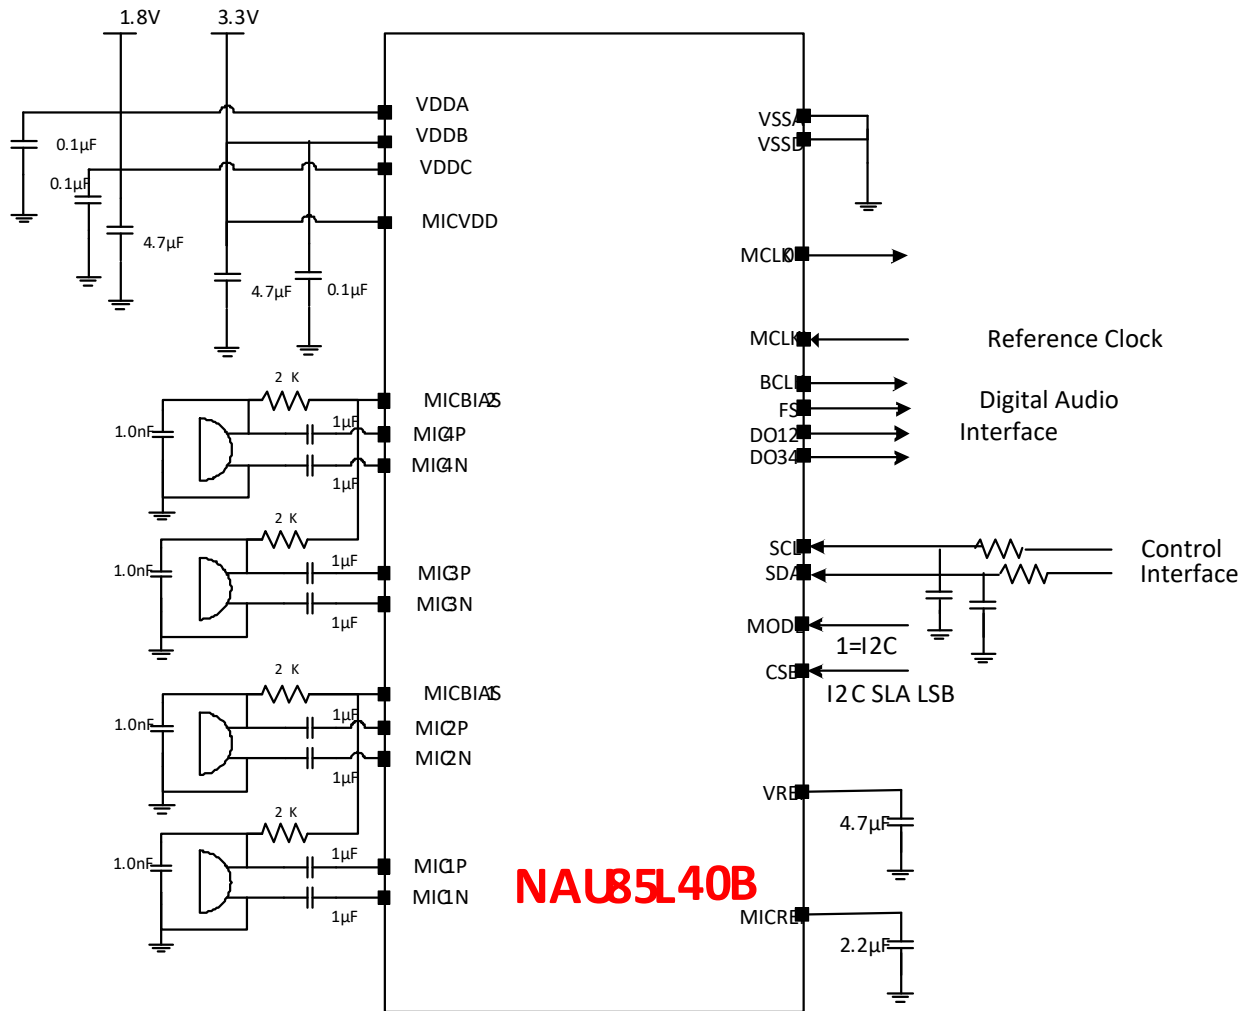 1.8V
3.3V
VDDA
VDDB
VDDC
MICVDD
0.1µF
0.1µF
4.7µF
4.7µF
0.1µF
VSSA
VSSD
MCLK0
MCLK
Reference Clock
BCLK
FS
DO12
DO34
Digital Audio
Interface
2 K
1.0nF
1µF
1µF
MICBIAS2
MIC4P
MIC4N
2 K
1.0nF
1µF
1µF
MIC3P
MIC3N
SCL
SDA
Control
Interface
MODE
1=I2C
CSB
I2C SLA LSB
2 K
1.0nF
1µF
1µF
MICBIAS1
MIC2P
MIC2N
2 K
1.0nF
1µF
1µF
MIC1P
MIC1N
VREF
4.7µF
MICREF
2.2µF
NAU85L40B